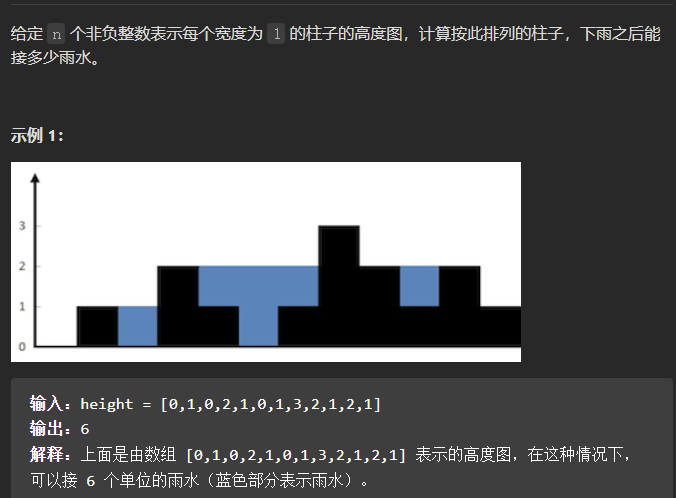 给定 n 个非负整数表示每个宽度为 1 的柱子的高度图，计算按此排列的柱子，下雨之后能
接多少雨水。
示例 1：
3
2
1
0
输入：height = [0,1,0,2,1,0,1,3,2,1,2,1]
输出：6
解释：上面是由数组 [0,1,0,2,1,0,1,3,2,1,2,1] 表示的高度图，在这种情况下，
可以接 6 个单位的雨水（蓝色部分表示雨水）。